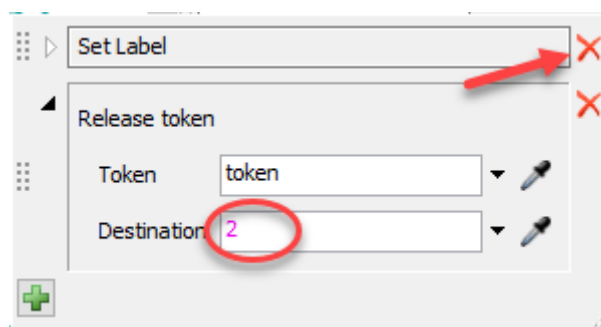 Set Label
Release token
Token token
Destination 2